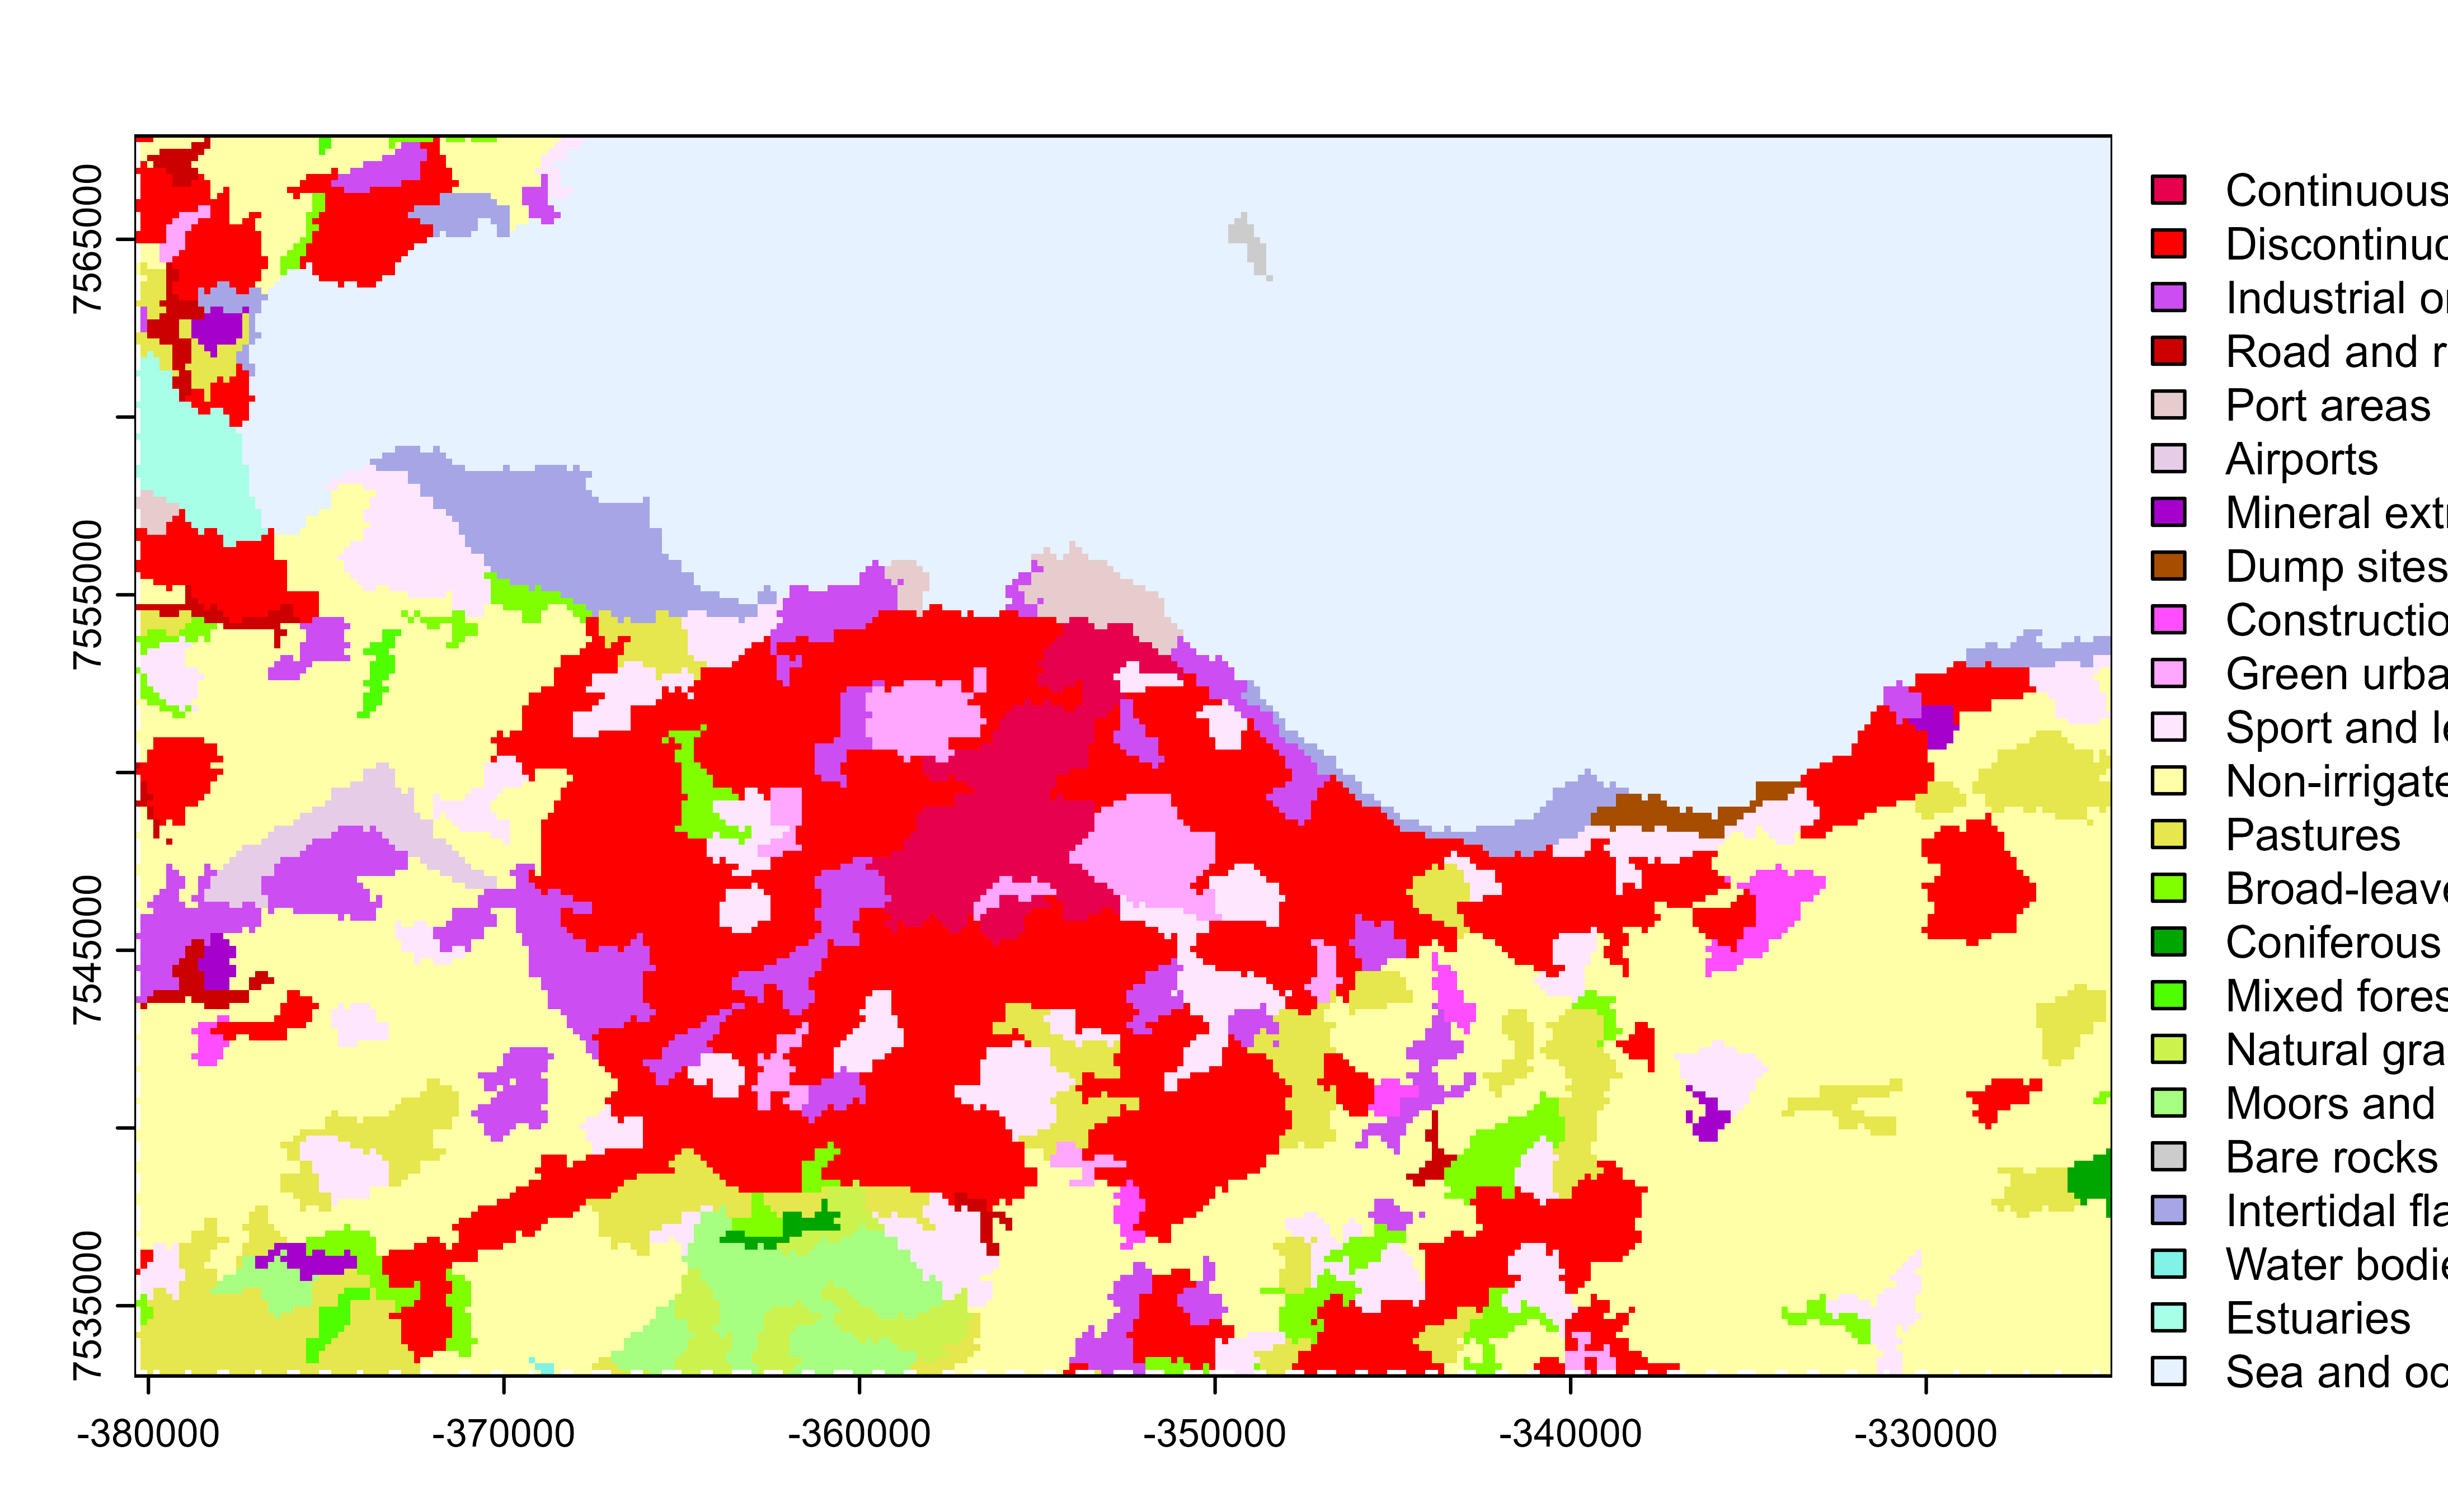 7565000
7555000
7545000
7535000
-380000
-370000
-360000
-350000
-340000
-330000
Continuous
Discontinuo
Industrial or
Road and r
Port areas
Airports
Mineral extr
Dump sites
Constructio
Green urba
Sport and le
Non-irrigate
Pastures
Broad-leave
Coniferous
Mixed fores
Natural gra
Moors and
Bare rocks
Intertidal fla
Water bodie
Estuaries
Sea and oc